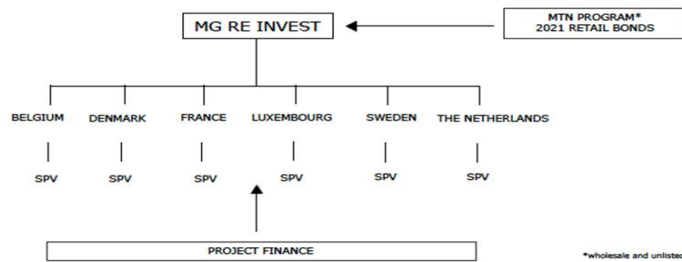 MG RE INVEST
MTN PROGRAM*
2021 RETAIL BONDS
BELGIUM DENMARK FRANCE LUXEMBOURG SWEDEN THE NETHERLANDS
SPV SPV SPV SPV SPV SPV
PROJECT FINANCE
*wholesale and unlisted